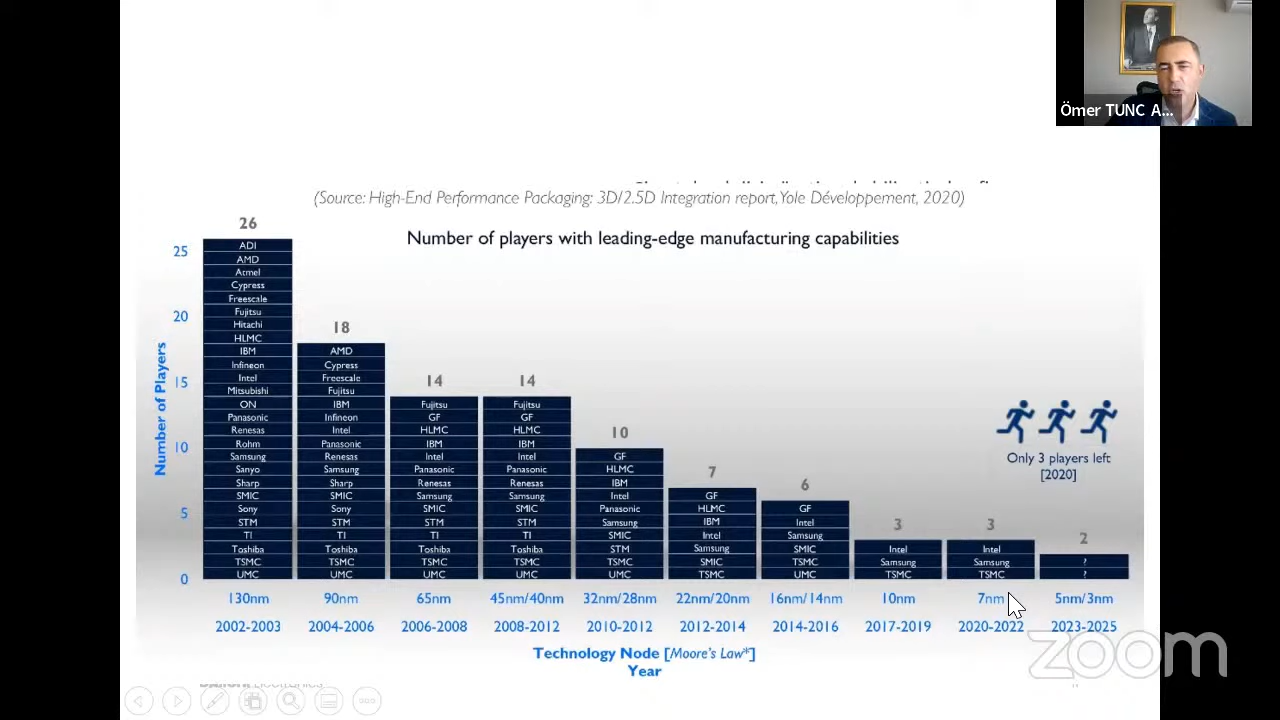 Ömer TUNC A...
(Source: High-End Performance Packaging: 3D/2.5D Integration report, Yole Développement, 2020)
Number of players with leading-edge manufacturing capabilities
Number of Players
25
20
15
10
5
0
26
ADI
AMD
Atmel
Cypress
Freescale
Fujitsu
Hitachi
HLMC
IBM
Infineon
Intel
Mitsubishi
ON
Panasonic
Renesas
Rohm
Samsung
Sanyo
Sharp
SMIC
Sony
STM
TI
Toshiba
TSMC
UMC
130nm
2002-2003
18
AMD
Cypress
Freescale
Fujitsu
IBM
Infineon
Intel
Panasonic
Renesas
Samsung
Sharp
SMIC
Sony
STM
TI
Toshiba
TSMC
UMC
90nm
2004-2006
14
Fujitsu
GF
HLMC
IBM
Intel
Panasonic
Renesas
Samsung
SMIC
STM
TI
Toshiba
TSMC
UMC
65nm
2006-2008
14
Fujitsu
GF
HLMC
IBM
Intel
Panasonic
Renesas
Samsung
SMIC
STM
TI
Toshiba
TSMC
UMC
45nm/40nm
2008-2012
10
GF
HLMC
IBM
Intel
Panasonic
Samsung
SMIC
STM
TSMC
UMC
32nm/28nm
2010-2012
7
GF
HLMC
IBM
Intel
Samsung
SMIC
TSMC
22nm/20nm
2012-2014
6
GF
Intel
Samsung
SMIC
TSMC
UMC
16nm/14nm
2014-2016
3
Intel
Samsung
TSMC
10nm
2017-2019
3
Intel
Samsung
TSMC
7nm
2020-2022
2
?
?
5nm/3nm
2023-2025
Only 3 players left
[2020]
Technology Node [Moore's Law*]
Year
zoom